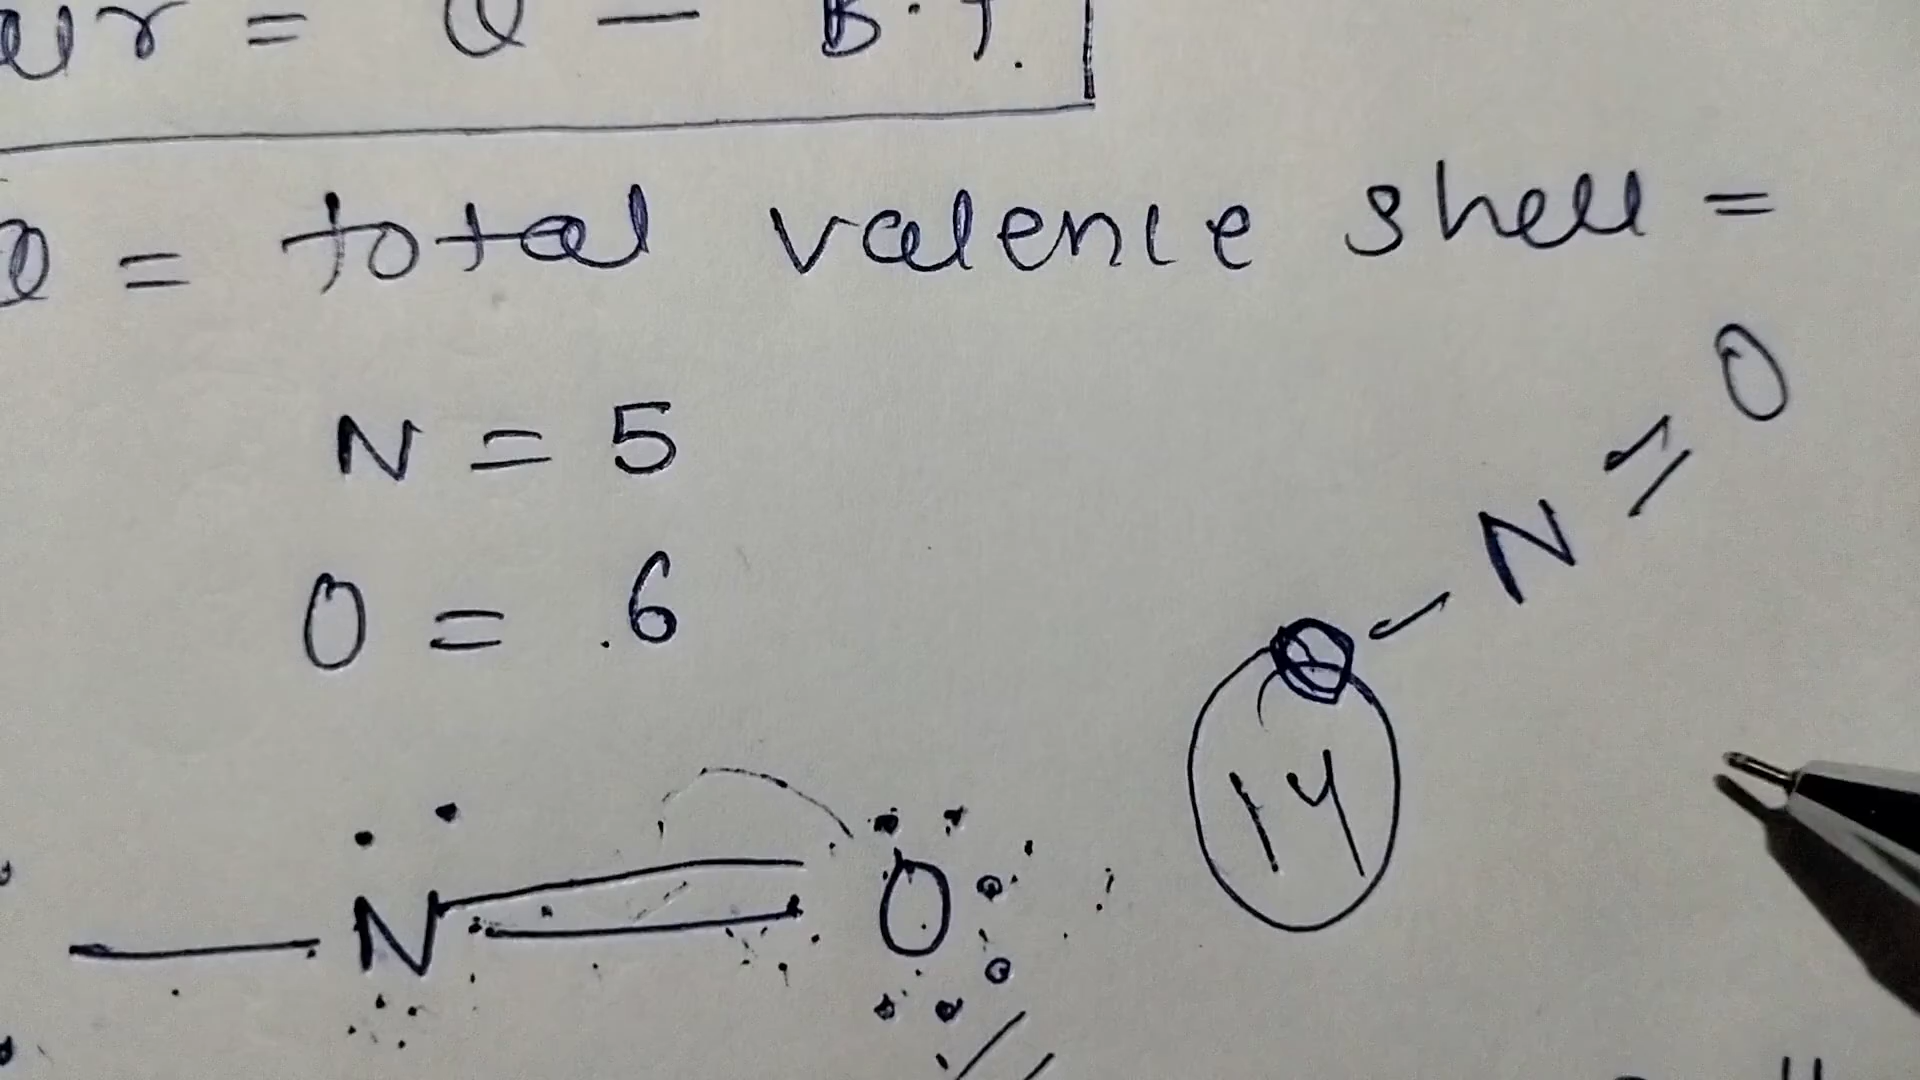 = Q - B.T.
Q = total valence shell =
N = 5
O = 6
- N = O
14
— N = O